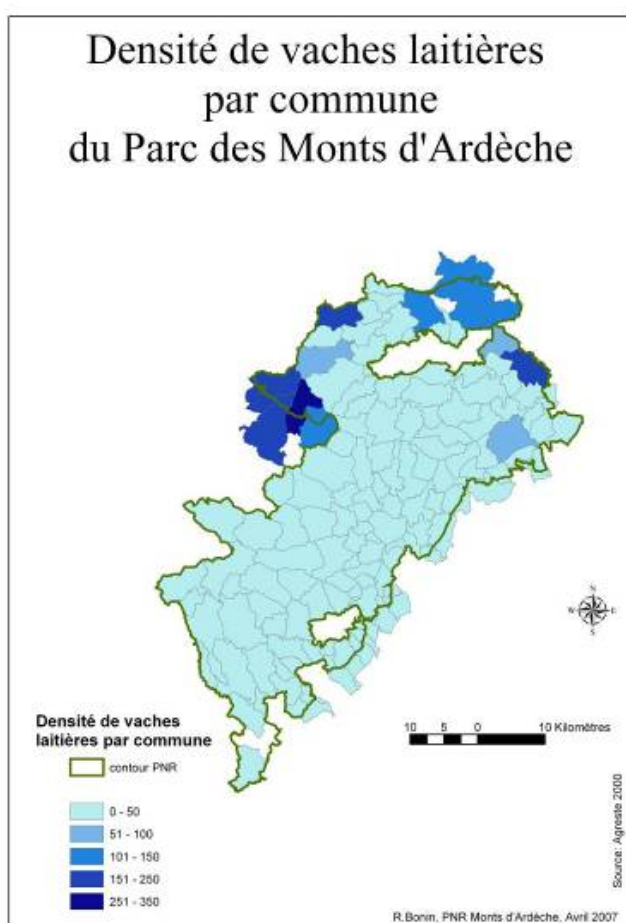 Densité de vaches laitières
par commune
du Parc des Monts d'Ardèche
N
W E
S
10 5 0 10 Kilomètres
Densité de vaches
laitières par commune
contour PNR
0 - 50
51 - 100
101 - 150
151 - 250
251 - 350
Source: Agreste 2000
R.Bonin, PNR Monts d'Ardèche, Avril 2007